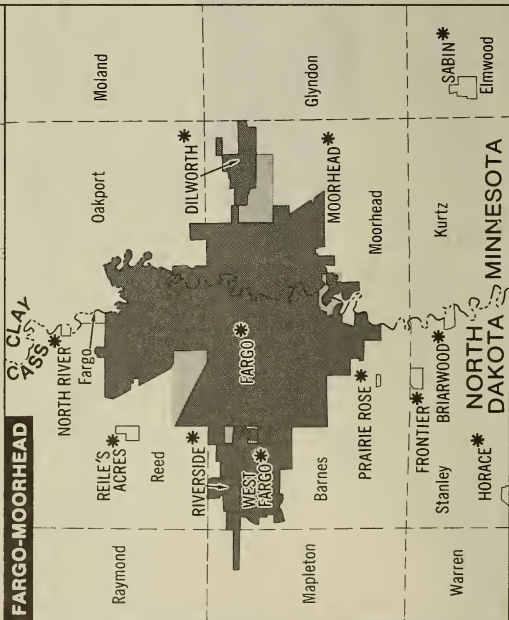 FARGO-MOORHEAD
CLAY
CASS
Moland
Oakport
NORTH RIVER✱
Fargo
REILE'S
ACRES✱
Reed
Raymond
DILWORTH✱
RIVERSIDE✱
Glyndon
FARGO✱
WEST
FARGO✱
MOORHEAD✱
Moorhead
Barnes
Mapleton
PRAIRIE ROSE✱
SABIN✱
Elmwood
Kurtz
FRONTIER✱
BRIARWOOD✱
Stanley
HORACE✱
Warren
NORTH
DAKOTA
MINNESOTA